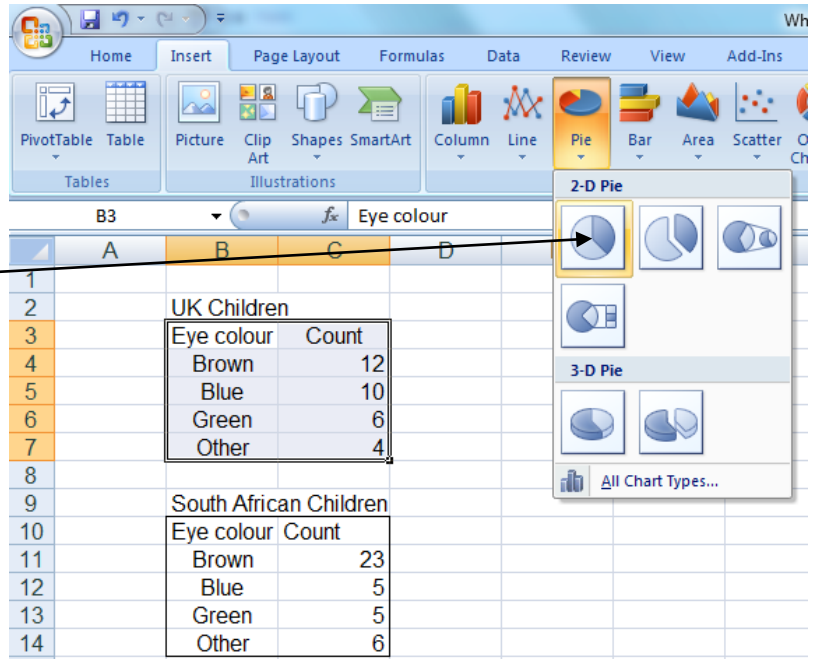 Wh
Home Insert Page Layout Formulas Data Review View Add-Ins
PivotTable Table Picture Clip Art Shapes SmartArt Column Line Pie Bar Area Scatter O Ch
Tables Illustrations
2-D Pie
B3 fx Eye colour
A B C D
1
2 UK Children
3 Eye colour Count
4 Brown 12
5 Blue 10
6 Green 6
7 Other 4
8
9 South African Children
10 Eye colour Count
11 Brown 23
12 Blue 5
13 Green 5
14 Other 6
3-D Pie
All Chart Types...